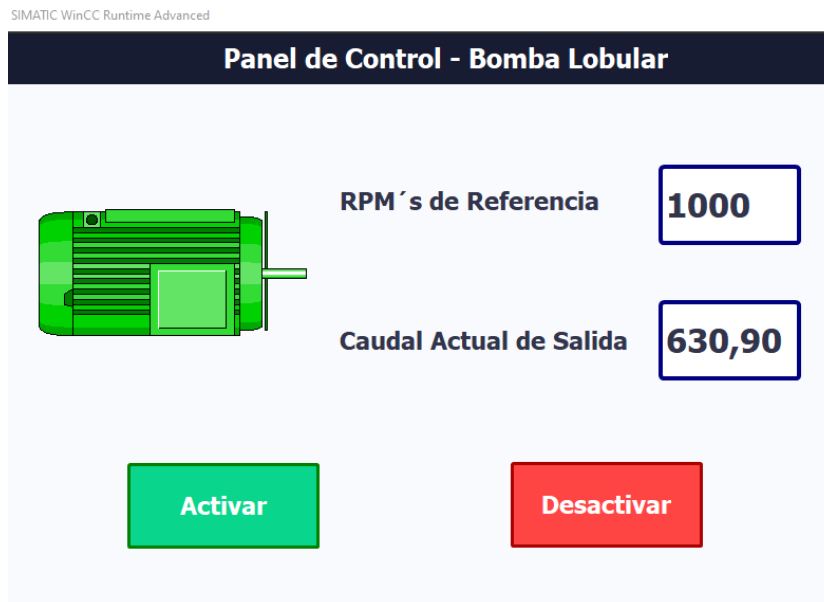 SIMATIC WinCC Runtime Advanced
Panel de Control - Bomba Lobular
RPM´s de Referencia
1000
Caudal Actual de Salida
630,90
Activar
Desactivar